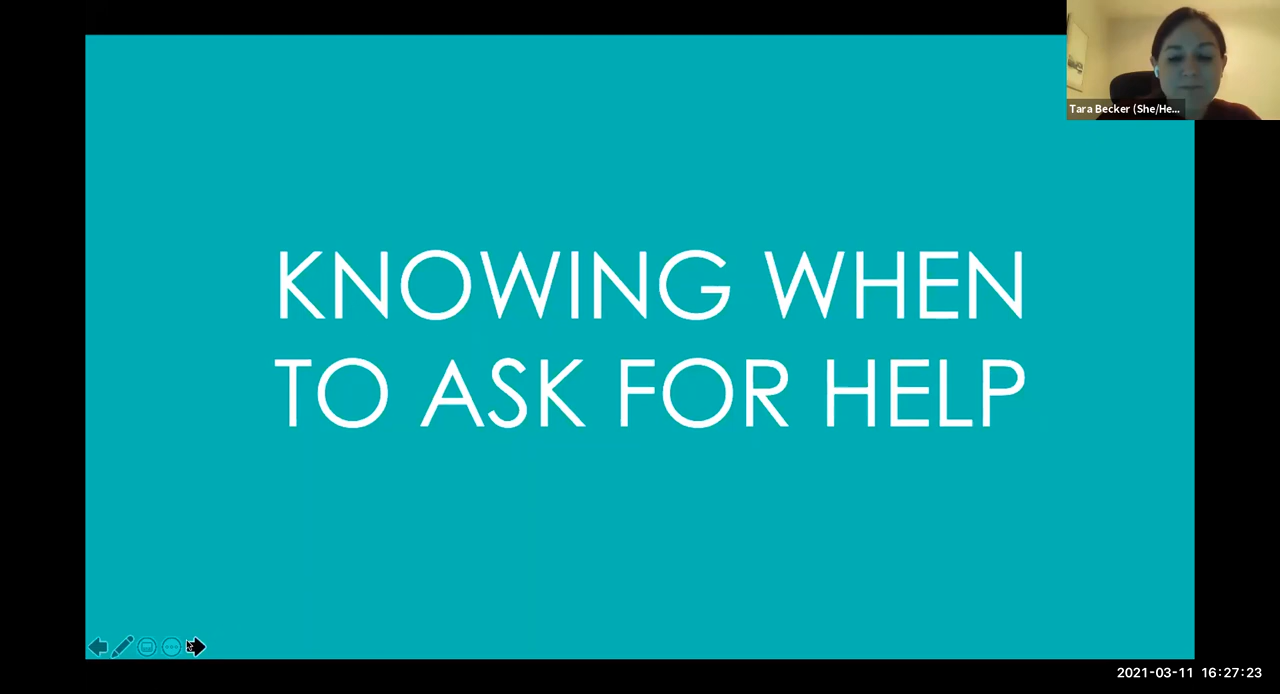 Tara Becker (She/He...
KNOWING WHEN
TO ASK FOR HELP
2021-03-11 16:27:23